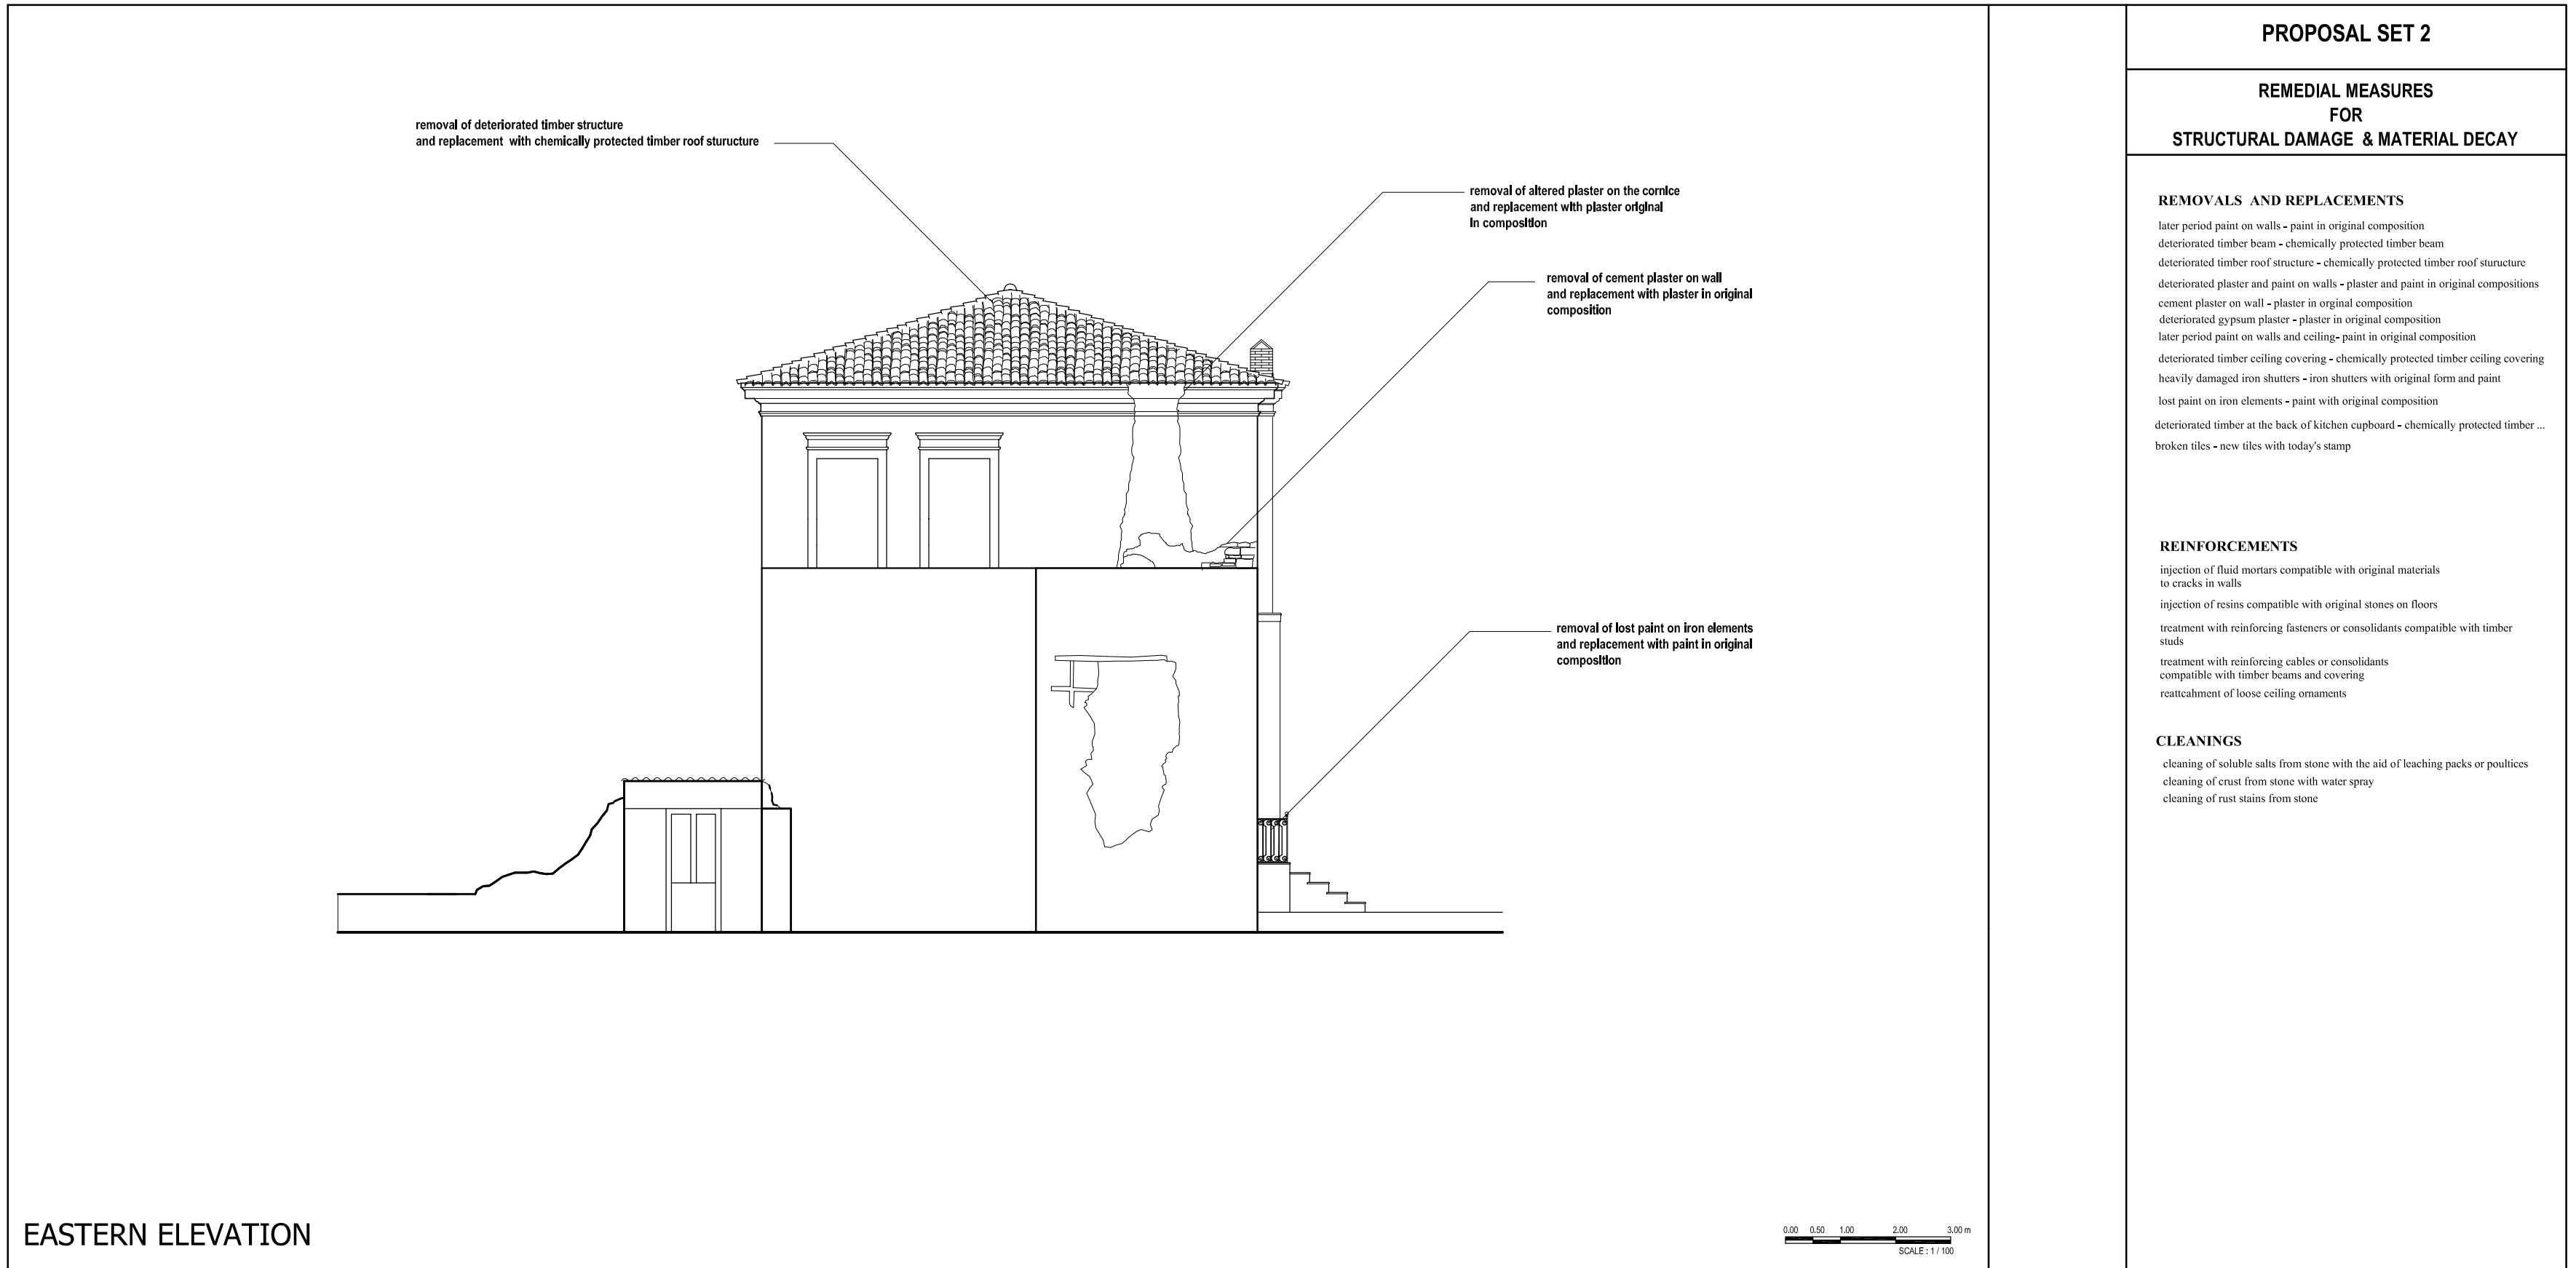 PROPOSAL SET 2
REMEDIAL MEASURES
FOR
STRUCTURAL DAMAGE & MATERIAL DECAY
removal of deteriorated timber structure
and replacement with chemically protected timber roof sturucture
removal of altered plaster on the cornice
and replacement with plaster original
in composition
removal of cement plaster on wall
and replacement with plaster in original
composition
removal of lost paint on iron elements
and replacement with paint in original
composition
REMOVALS AND REPLACEMENTS
later period paint on walls - paint in original composition
deteriorated timber beam - chemically protected timber beam
deteriorated timber roof structure - chemically protected timber roof sturucture
deteriorated plaster and paint on walls - plaster and paint in original compositions
cement plaster on wall - plaster in orginal composition
deteriorated gypsum plaster - plaster in original composition
later period paint on walls and ceiling- paint in original composition
deteriorated timber ceiling covering - chemically protected timber ceiling covering
heavily damaged iron shutters - iron shutters with original form and paint
lost paint on iron elements - paint with original composition
deteriorated timber at the back of kitchen cupboard - chemically protected timber ...
broken tiles - new tiles with today's stamp
REINFORCEMENTS
injection of fluid mortars compatible with original materials
to cracks in walls
injection of resins compatible with original stones on floors
treatment with reinforcing fasteners or consolidants compatible with timber
studs
treatment with reinforcing cables or consolidants
compatible with timber beams and covering
reattcahment of loose ceiling ornaments
CLEANINGS
cleaning of soluble salts from stone with the aid of leaching packs or poultices
cleaning of crust from stone with water spray
cleaning of rust stains from stone
EASTERN ELEVATION
0.00 0.50 1.00 2.00 3.00 m
SCALE : 1 / 100